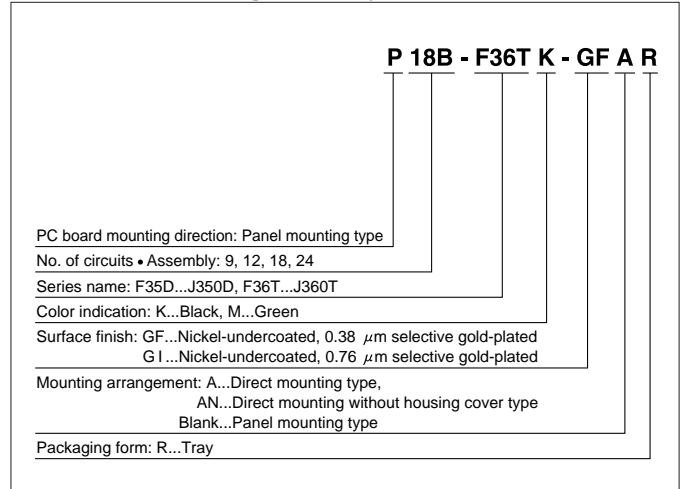 P 18B - F36T K - GF A R
PC board mounting direction: Panel mounting type
No. of circuits • Assembly: 9, 12, 18, 24
Series name: F35D...J350D, F36T...J360T
Color indication: K...Black, M...Green
Surface finish: GF...Nickel-undercoated, 0.38 μm selective gold-plated
G I...Nickel-undercoated, 0.76 μm selective gold-plated
Mounting arrangement: A...Direct mounting type,
AN...Direct mounting without housing cover type
Blank...Panel mounting type
Packaging form: R...Tray